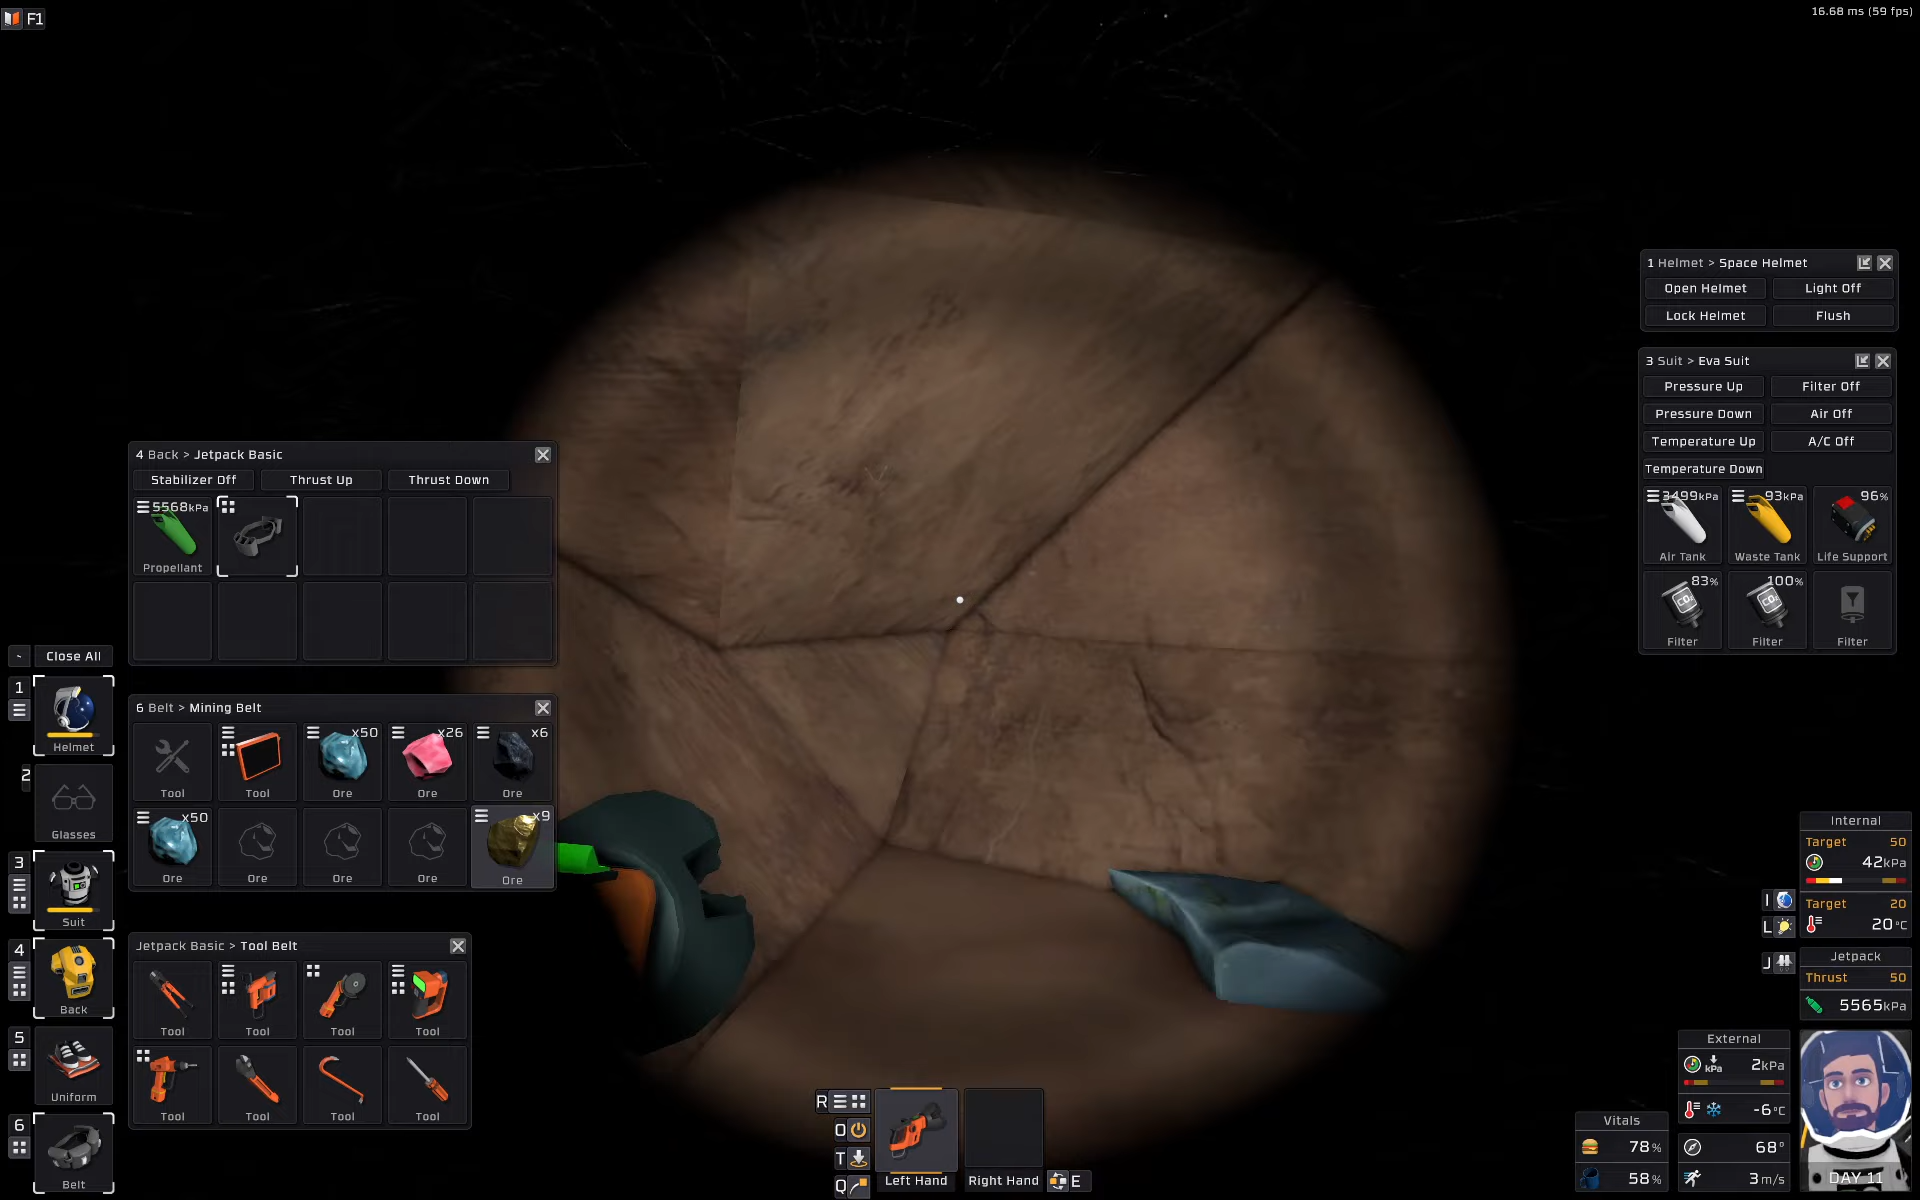 F1
16.68 ms (59 fps)
1 Helmet > Space Helmet
Open Helmet
Light Off
Lock Helmet
Flush
3 Suit > Eva Suit
Pressure Up
Filter Off
Pressure Down
Air Off
Temperature Up
A/C Off
Temperature Down
3499kPa
93kPa
96%
Air Tank
Waste Tank
Life Support
83%
100%
Filter
Filter
Filter
4 Back > Jetpack Basic
Stabilizer Off
Thrust Up
Thrust Down
5568kPa
Propellant
~ Close All
1
Helmet
2
Glasses
3
Suit
4
Back
5
Uniform
6
Belt
6 Belt > Mining Belt
x50
x26
x6
Tool
Tool
Ore
Ore
Ore
x50
x9
Ore
Ore
Ore
Ore
Ore
Jetpack Basic > Tool Belt
Tool
Tool
Tool
Tool
Tool
Tool
Tool
Tool
R
O
T
Q
Left Hand
Right Hand
E
Internal
Target 50
42kPa
Target 20
20°C
I
L
J
Jetpack
Thrust 50
5565kPa
External
kPa
2kPa
-6°C
68°
3m/s
Vitals
78%
58%
DAY 11